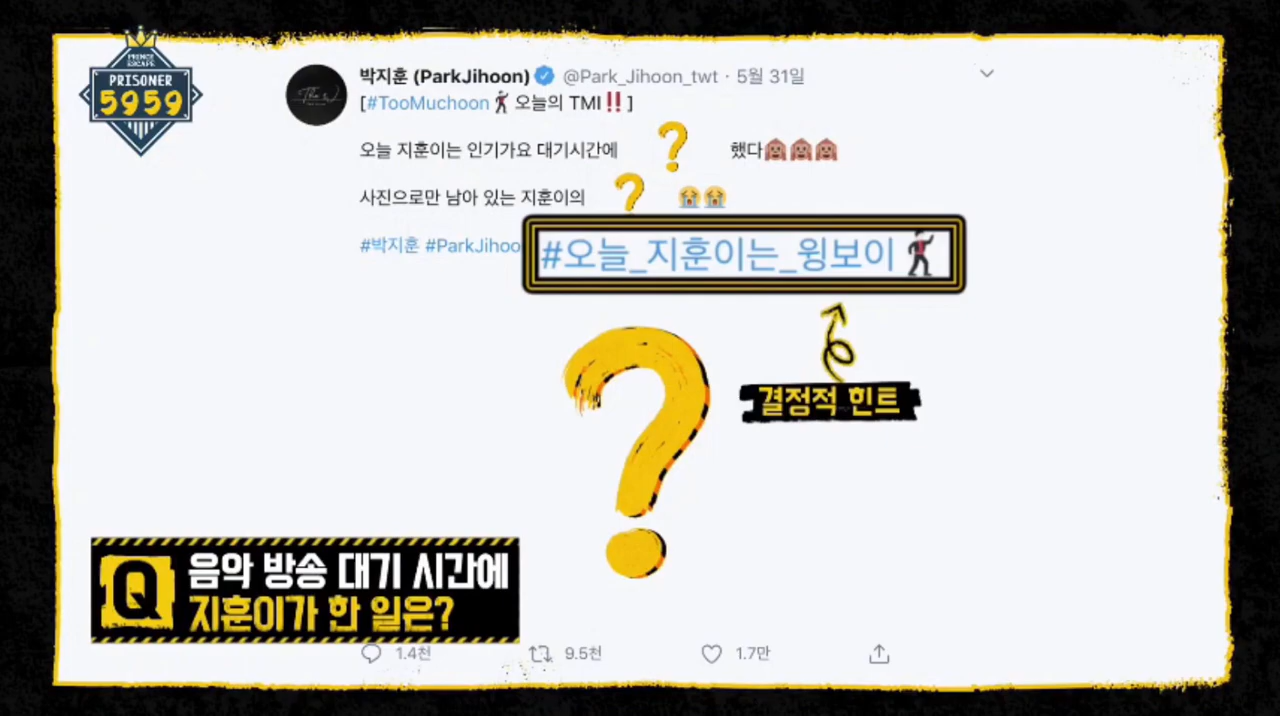 PRINCE ESCAPE
PRISONER
5959
박지훈 (ParkJihoon) @Park_Jihoon_twt · 5월 31일
[#TooMuchoon🕺오늘의 TMI‼️]
오늘 지훈이는 인기가요 대기시간에 ? 했다🙈🙈🙈
사진으로만 남아 있는 지훈이의 ? 😭😭
#박지훈 #ParkJihoo
#오늘_지훈이는_윙보이🕺
?
결정적 힌트
Q 음악 방송 대기 시간에
지훈이가 한 일은?
1.4천 9.5천 1.7만